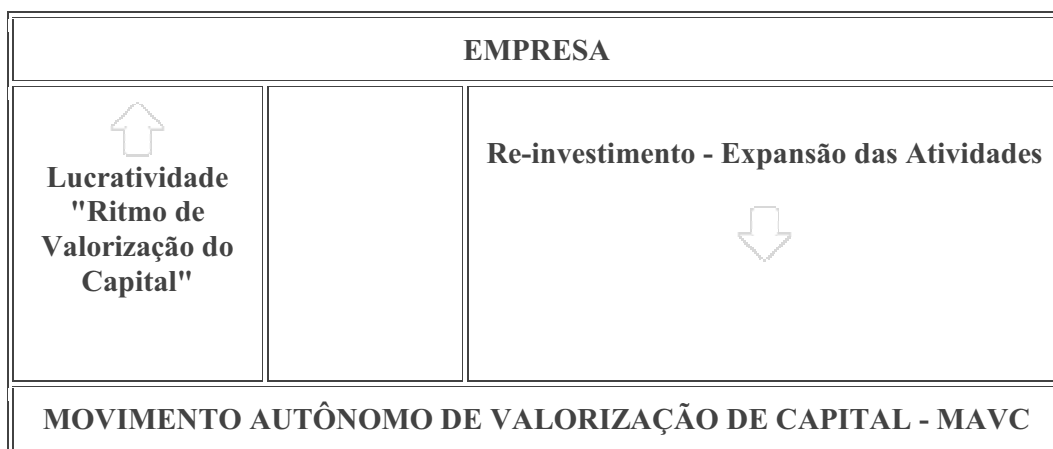 EMPRESA
Lucratividade
"Ritmo de
Valorização do
Capital"
Re-investimento - Expansão das Atividades
MOVIMENTO AUTÔNOMO DE VALORIZAÇÃO DE CAPITAL - MAVC